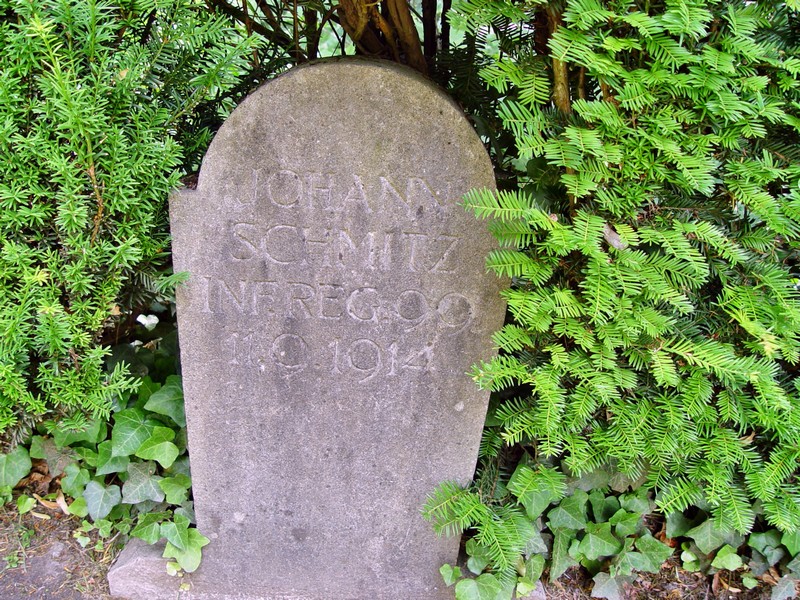 JOHANN
SCHMITZ
INF. REG. 99
11.9.1914